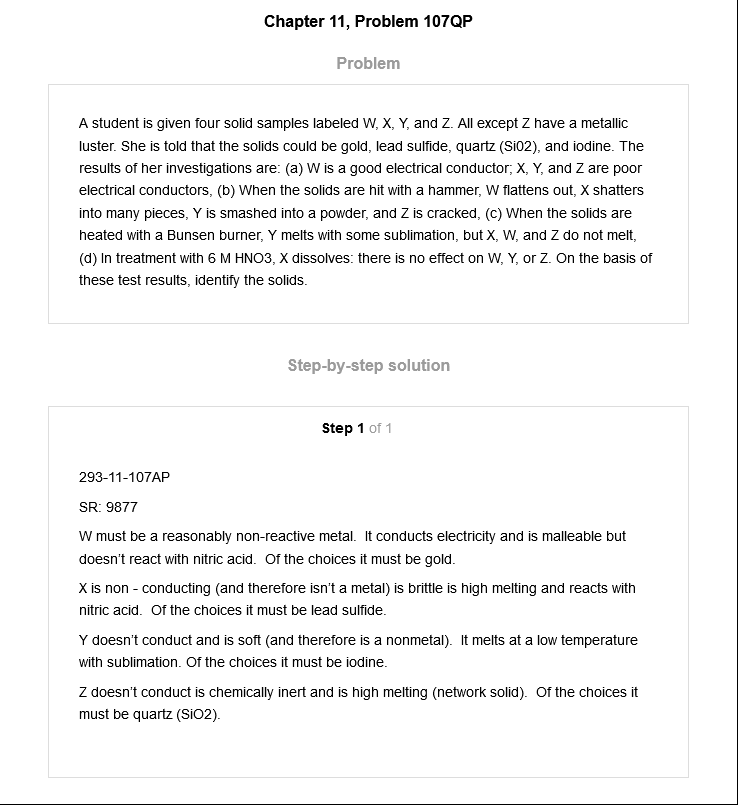 Chapter 11, Problem 107QP
Problem
A student is given four solid samples labeled W, X, Y, and Z. All except Z have a metallic
luster. She is told that the solids could be gold, lead sulfide, quartz (Si02), and iodine. The
results of her investigations are: (a) W is a good electrical conductor; X, Y, and Z are poor
electrical conductors, (b) When the solids are hit with a hammer, W flattens out, X shatters
into many pieces, Y is smashed into a powder, and Z is cracked, (c) When the solids are
heated with a Bunsen burner, Y melts with some sublimation, but X, W, and Z do not melt,
(d) In treatment with 6 M HNO3, X dissolves: there is no effect on W, Y, or Z. On the basis of
these test results, identify the solids.
Step-by-step solution
Step 1 of 1
293-11-107AP
SR: 9877
W must be a reasonably non-reactive metal.  It conducts electricity and is malleable but
doesn't react with nitric acid.  Of the choices it must be gold.
X is non - conducting (and therefore isn't a metal) is brittle is high melting and reacts with
nitric acid.  Of the choices it must be lead sulfide.
Y doesn't conduct and is soft (and therefore is a nonmetal).  It melts at a low temperature
with sublimation. Of the choices it must be iodine.
Z doesn't conduct is chemically inert and is high melting (network solid).  Of the choices it
must be quartz (SiO2).